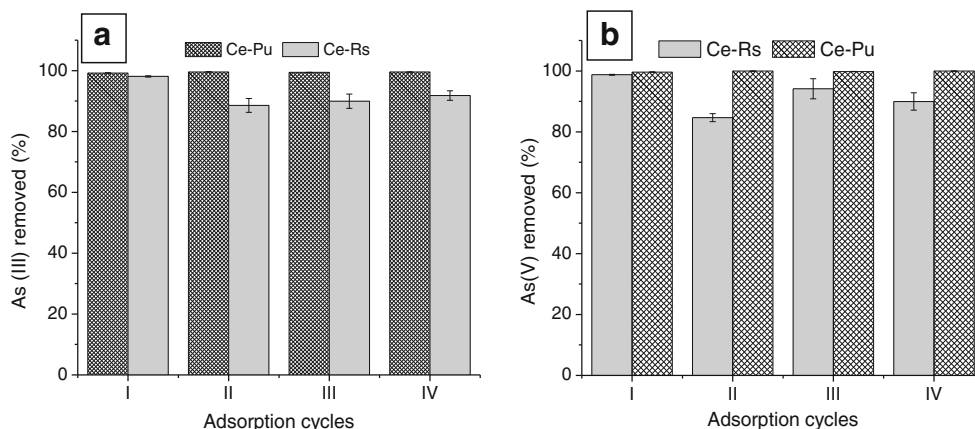 a
Ce-Pu Ce-Rs
100
80
60
40
20
0
As (III) removed (%)
I II III IV
Adsorption cycles
b
Ce-Rs Ce-Pu
100
80
60
40
20
0
As(V) removed (%)
I II III IV
Adsorption cycles